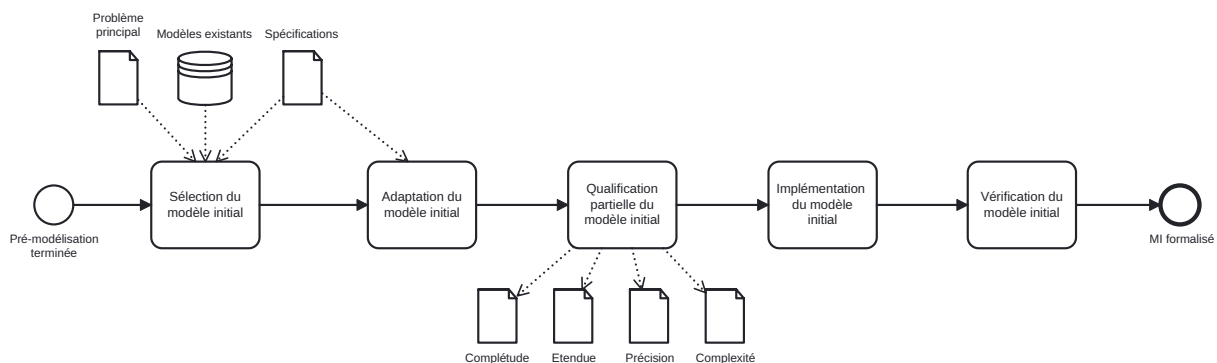 Problème
principal
Modèles existants
Spécifications
Sélection du
modèle initial
Adaptation du
modèle initial
Qualification
partielle du
modèle initial
Implémentation
du modèle
initial
Vérification du
modèle initial
Pré-modélisation
terminée
MI formalisé
Complétude
Etendue
Précision
Complexité